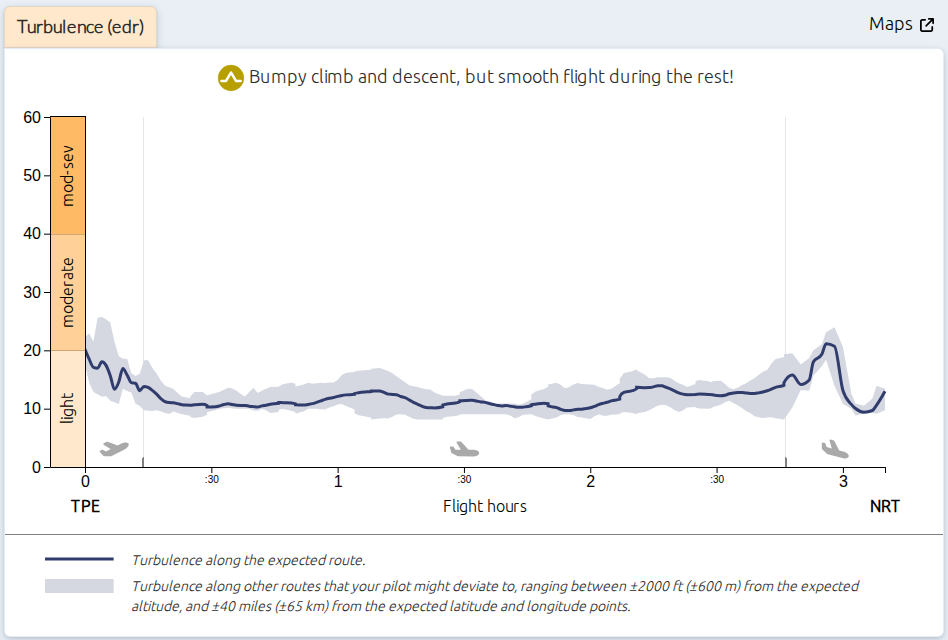 Turbulence (edr)
Maps
Bumpy climb and descent, but smooth flight during the rest!
60
50
40
30
20
10
0
mod-sev
moderate
light
0
:30
1
:30
2
:30
3
TPE
Flight hours
NRT
Turbulence along the expected route.
Turbulence along other routes that your pilot might deviate to, ranging between ±2000 ft (±600 m) from the expected
altitude, and ±40 miles (±65 km) from the expected latitude and longitude points.